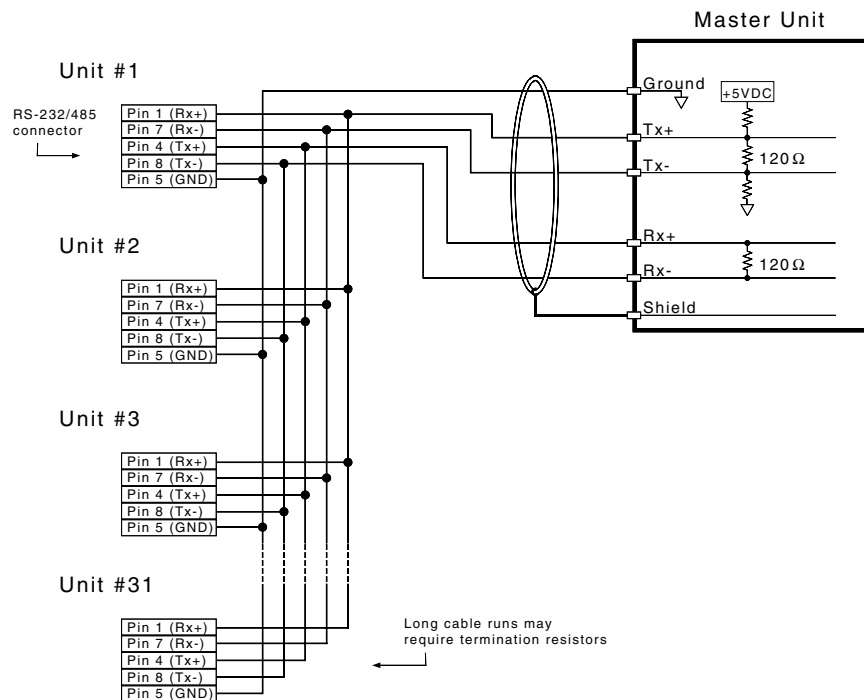 Master Unit
Unit #1
RS-232/485
connector
Pin 1 (Rx+)
Pin 7 (Rx-)
Pin 4 (Tx+)
Pin 8 (Tx-)
Pin 5 (GND)
Ground
+5VDC
Tx+
120Ω
Tx-
Rx+
120Ω
Rx-
Shield
Unit #2
Pin 1 (Rx+)
Pin 7 (Rx-)
Pin 4 (Tx+)
Pin 8 (Tx-)
Pin 5 (GND)
Unit #3
Pin 1 (Rx+)
Pin 7 (Rx-)
Pin 4 (Tx+)
Pin 8 (Tx-)
Pin 5 (GND)
Unit #31
Pin 1 (Rx+)
Pin 7 (Rx-)
Pin 4 (Tx+)
Pin 8 (Tx-)
Pin 5 (GND)
Long cable runs may
require termination resistors